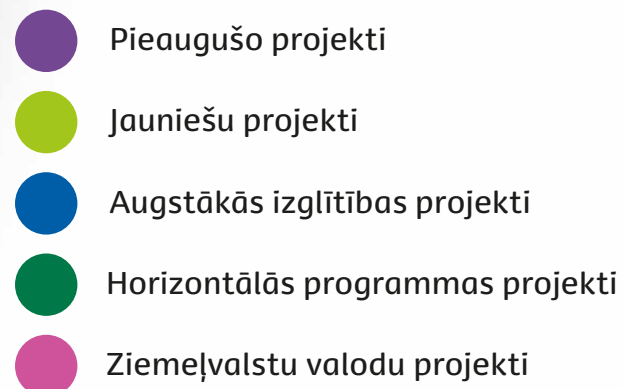 Pieaugušo projekti
Jauniešu projekti
Augstākās izglītības projekti
Horizontālās programmas projekti
Ziemeļvalstu valodu projekti